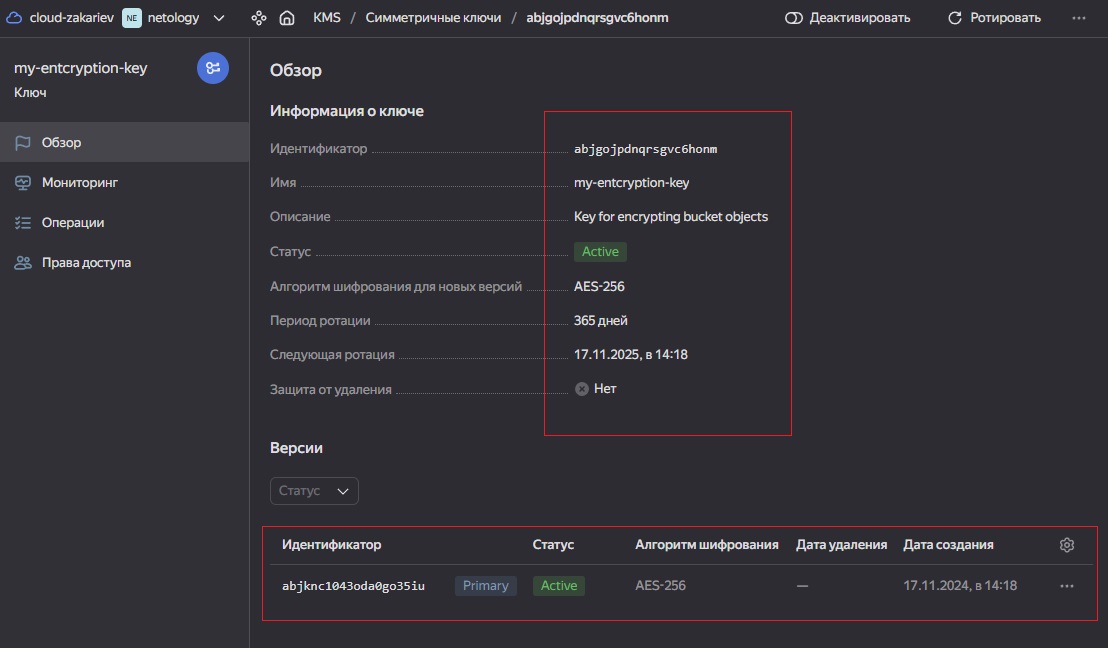 cloud-zakariev NE netology KMS / Симметричные ключи / abjgojpdnqrsgvc6honm Деактивировать Ротировать
my-entcryption-key
Ключ
Обзор
Мониторинг
Операции
Права доступа
Обзор
Информация о ключе
Идентификатор abjgojpdnqrsgvc6honm
Имя my-entcryption-key
Описание Key for encrypting bucket objects
Статус Active
Алгоритм шифрования для новых версий AES-256
Период ротации 365 дней
Следующая ротация 17.11.2025, в 14:18
Защита от удаления Нет
Версии
Статус
Идентификатор Статус Алгоритм шифрования Дата удаления Дата создания
abjknc1043oda0go35iu Primary Active AES-256 — 17.11.2024, в 14:18